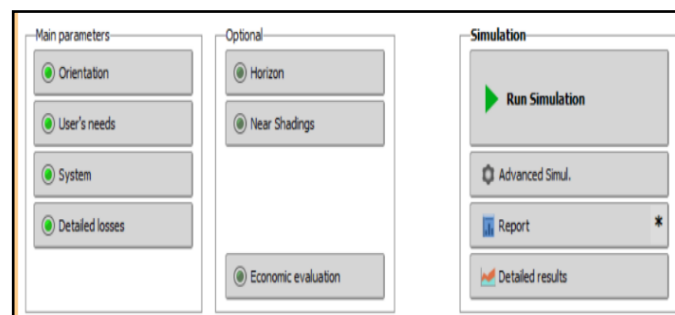 Main parameters
Orientation
User's needs
System
Detailed losses
Optional
Horizon
Near Shadings
Economic evaluation
Simulation
Run Simulation
Advanced Simul.
Report *
Detailed results